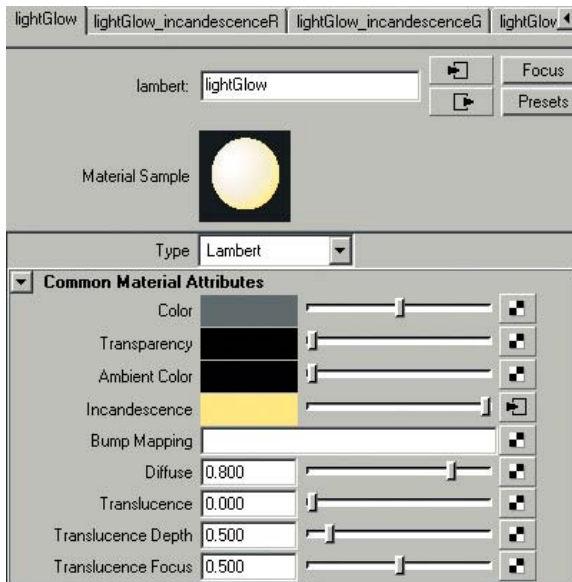 lightGlow lightGlow_incandescenceR lightGlow_incandescenceG lightGlov
lambert: lightGlow Focus
Presets
Material Sample
Type Lambert
Common Material Attributes
Color
Transparency
Ambient Color
Incandescence
Bump Mapping
Diffuse 0.800
Translucence 0.000
Translucence Depth 0.500
Translucence Focus 0.500